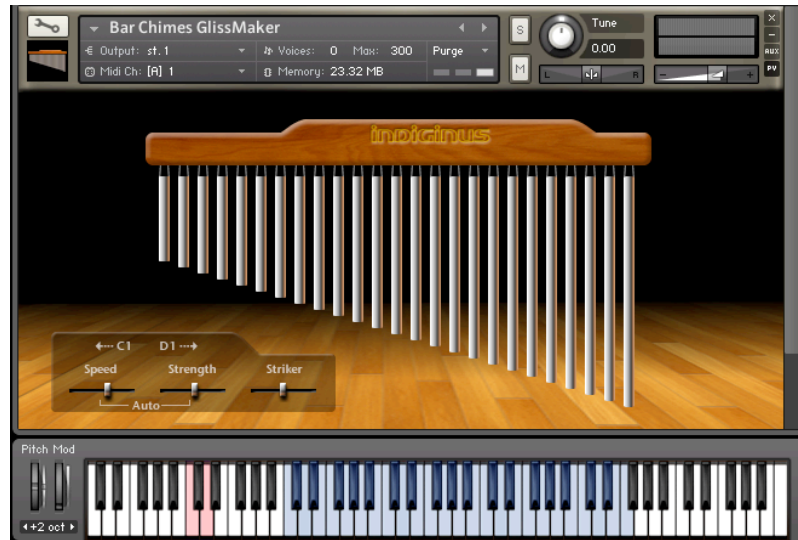 Bar Chimes GlissMaker
Output: st. 1 Voices: 0 Max: 300 Purge
Midi Ch: [A] 1 Memory: 23.32 MB
S
M
Tune
0.00
L R
- +
×
-
AUX
PV
indiginus
<--- C1 D1 --->
Speed Strength Striker
Auto
Pitch Mod
+2 oct